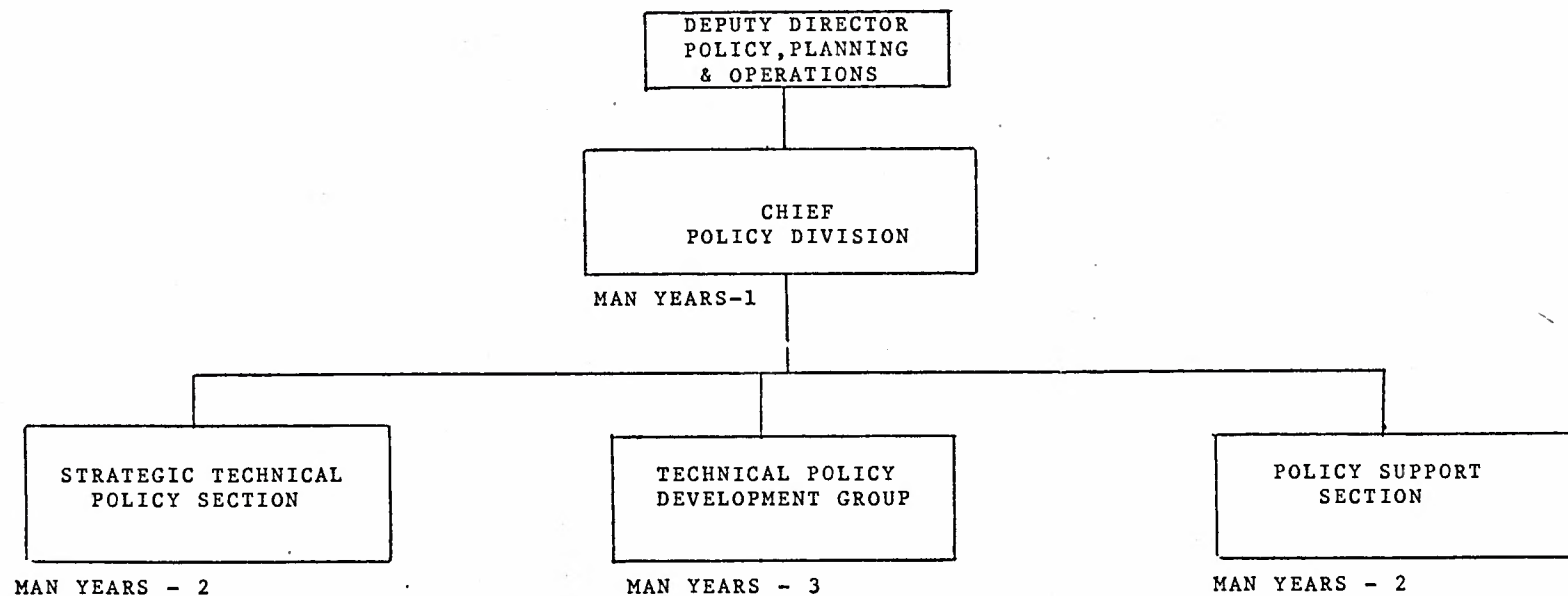 DEPUTY DIRECTOR
POLICY,PLANNING
& OPERATIONS
CHIEF
POLICY DIVISION
MAN YEARS-1
STRATEGIC TECHNICAL
POLICY SECTION
MAN YEARS - 2
TECHNICAL POLICY
DEVELOPMENT GROUP
MAN YEARS - 3
POLICY SUPPORT
SECTION
MAN YEARS - 2